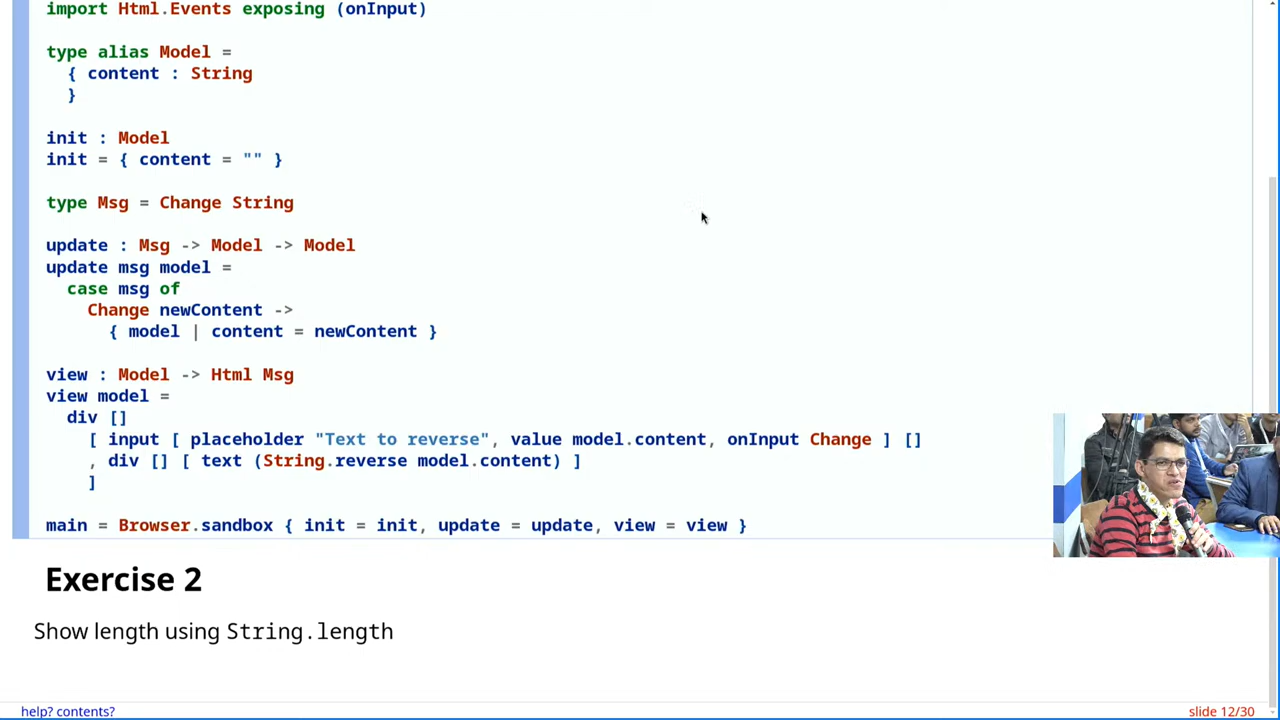 import Html.Events exposing (onInput)
type alias Model =
  { content : String
  }
init : Model
init = { content = "" }
type Msg = Change String
update : Msg -> Model -> Model
update msg model =
  case msg of
    Change newContent ->
      { model | content = newContent }
view : Model -> Html Msg
view model =
  div []
    [ input [ placeholder "Text to reverse", value model.content, onInput Change ] []
    , div [] [ text (String.reverse model.content) ]
    ]
main = Browser.sandbox { init = init, update = update, view = view }
Exercise 2
Show length using String.length
help? contents?
slide 12/30